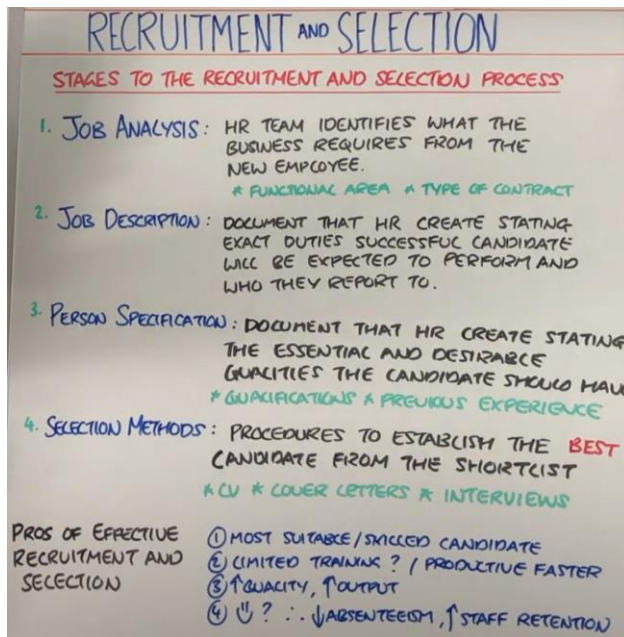 RECRUITMENT AND SELECTION
STAGES TO THE RECRUITMENT AND SELECTION PROCESS
1. JOB ANALYSIS: HR TEAM IDENTIFIES WHAT THE
BUSINESS REQUIRES FROM THE
NEW EMPLOYEE.
* FUNCTIONAL AREA * TYPE OF CONTRACT
2. JOB DESCRIPTION: DOCUMENT THAT HR CREATE STATING
EXACT DUTIES SUCCESSFUL CANDIDATE
WILL BE EXPECTED TO PERFORM AND
WHO THEY REPORT TO.
3. PERSON SPECIFICATION: DOCUMENT THAT HR CREATE STATING
THE ESSENTIAL AND DESIRABLE
QUALITIES THE CANDIDATE SHOULD HAVE
* QUALIFICATIONS * PREVIOUS EXPERIENCE
4. SELECTION METHODS: PROCEDURES TO ESTABLISH THE BEST
CANDIDATE FROM THE SHORTLIST
* CV * COVER LETTERS * INTERVIEWS
PROS OF EFFECTIVE
RECRUITMENT AND
SELECTION
① MOST SUITABLE/SKILLED CANDIDATE
② LIMITED TRAINING? / PRODUCTIVE FASTER
③ ↑QUALITY, ↑OUTPUT
④ ? ∴ ↓ABSENTEEISM, ↑STAFF RETENTION